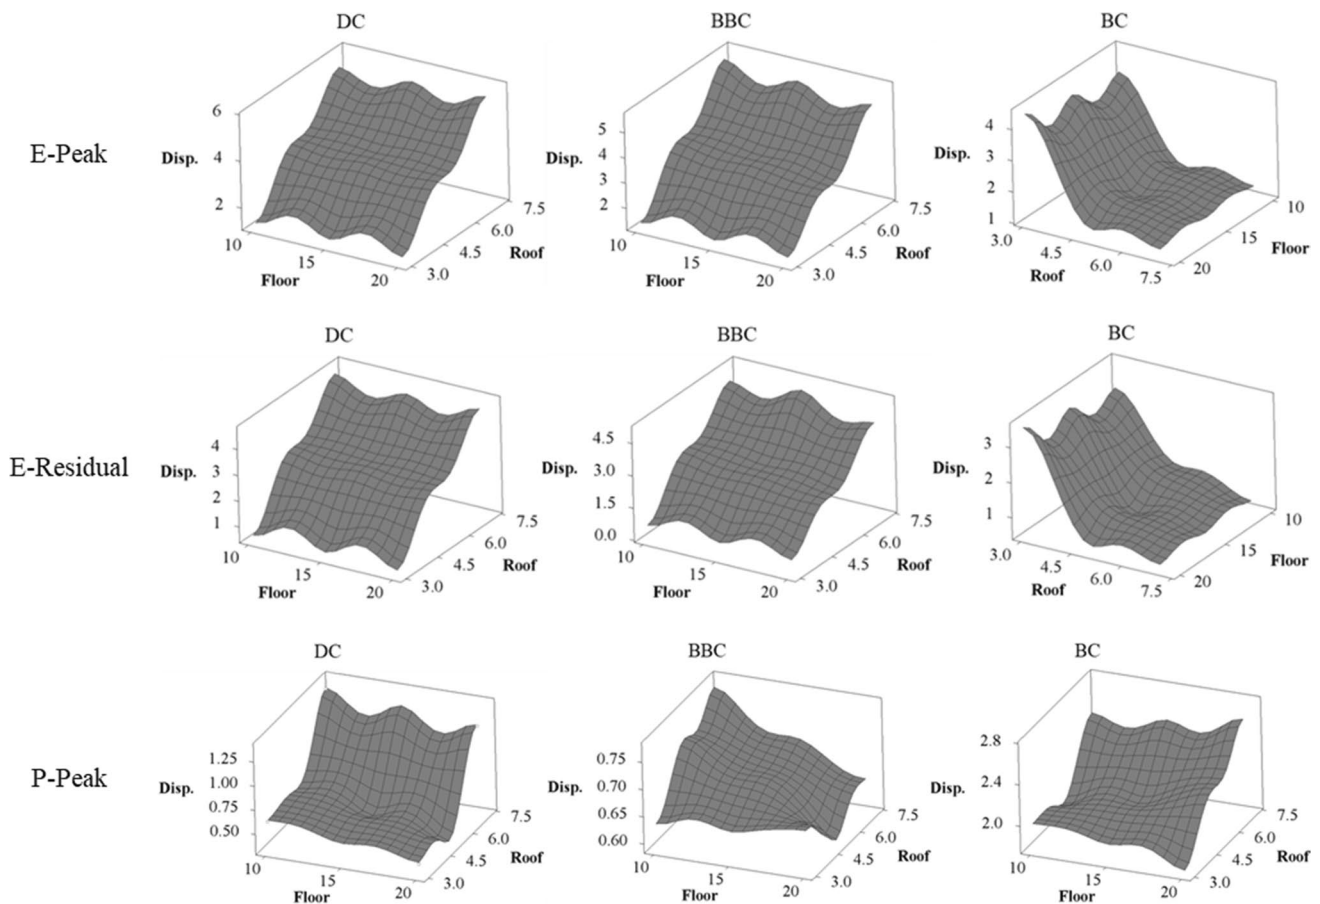 DC BBC BC
E-Peak
Disp. 6 4 2 10 15 20 Floor 3.0 4.5 6.0 7.5 Roof
Disp. 5 4 3 2 10 15 20 Floor 3.0 4.5 6.0 7.5 Roof
Disp. 4 3 2 1 3.0 4.5 6.0 7.5 Roof 20 15 10 Floor
DC BBC BC
E-Residual
Disp. 4 3 2 1 10 15 20 Floor 3.0 4.5 6.0 7.5 Roof
Disp. 4.5 3.0 1.5 0.0 10 15 20 Floor 3.0 4.5 6.0 7.5 Roof
Disp. 3 2 1 3.0 4.5 6.0 7.5 Roof 20 15 10 Floor
DC BBC BC
P-Peak
Disp. 1.25 1.00 0.75 0.50 10 15 20 Floor 3.0 4.5 6.0 7.5 Roof
Disp. 0.75 0.70 0.65 0.60 10 15 20 Floor 3.0 4.5 6.0 7.5 Roof
Disp. 2.8 2.4 2.0 10 15 20 Floor 3.0 4.5 6.0 7.5 Roof